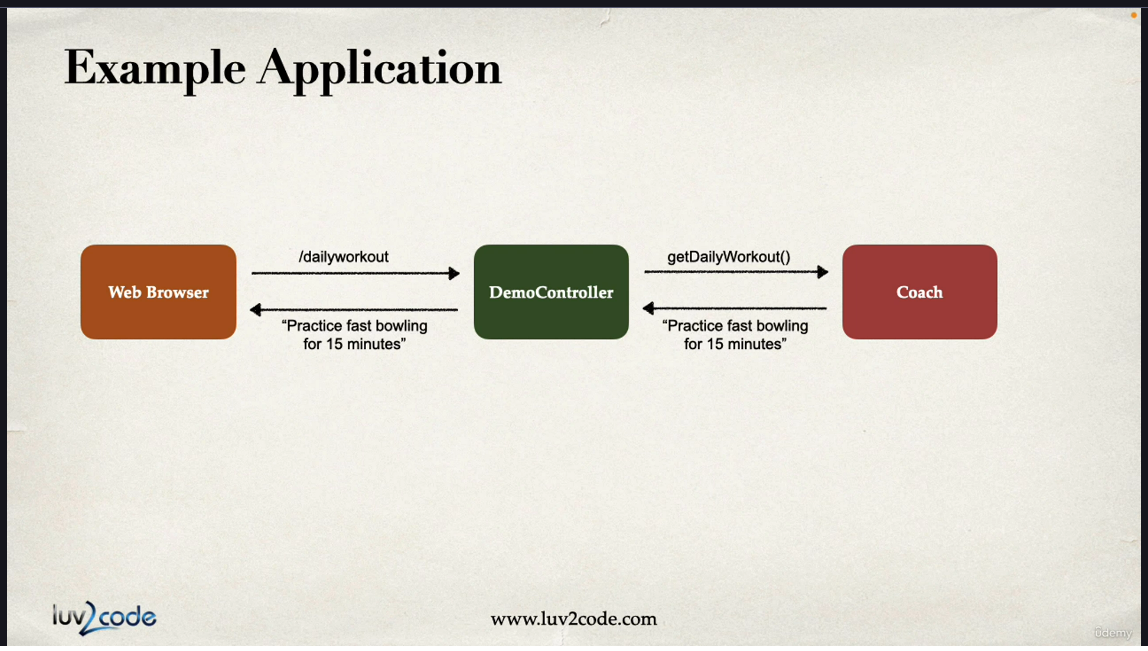 Example Application
/dailyworkout
getDailyWorkout()
Web Browser
DemoController
Coach
“Practice fast bowling
for 15 minutes”
“Practice fast bowling
for 15 minutes”
luv2code
www.luv2code.com
ûdemy